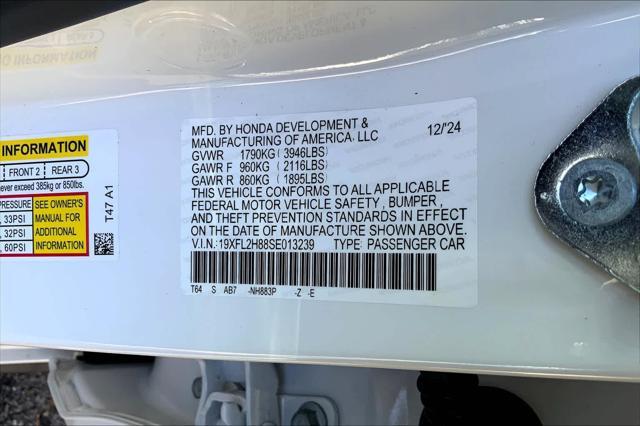 INFORMATION
FRONT 2 REAR 3
never exceed 385kg or 850lbs.
PRESSURE
33PSI
32PSI
60PSI
SEE OWNER'S
MANUAL FOR
ADDITIONAL
INFORMATION
T47 A1
MFD. BY HONDA DEVELOPMENT & 12/'24
MANUFACTURING OF AMERICA, LLC
GVWR 1790KG (3946LBS)
GAWR F 960KG (2116LBS)
GAWR R 860KG (1895LBS)
THIS VEHICLE CONFORMS TO ALL APPLICABLE
FEDERAL MOTOR VEHICLE SAFETY, BUMPER,
AND THEFT PREVENTION STANDARDS IN EFFECT
ON THE DATE OF MANUFACTURE SHOWN ABOVE.
V.I.N.: 19XFL2H88SE013239 TYPE: PASSENGER CAR
T64 S AB7 -NH883P -Z -E